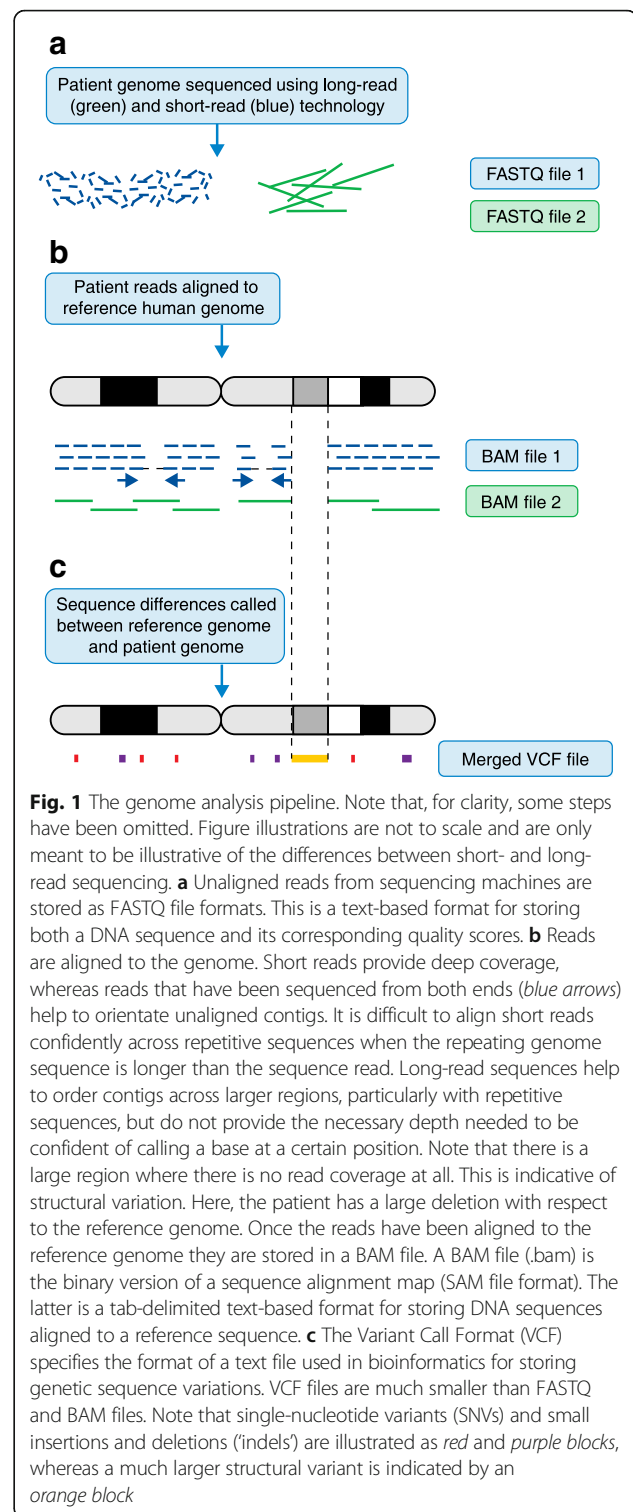 a
Patient genome sequenced using long-read
(green) and short-read (blue) technology
FASTQ file 1
FASTQ file 2
b
Patient reads aligned to
reference human genome
BAM file 1
BAM file 2
c
Sequence differences called
between reference genome
and patient genome
Merged VCF file
Fig. 1 The genome analysis pipeline. Note that, for clarity, some steps
have been omitted. Figure illustrations are not to scale and are only
meant to be illustrative of the differences between short- and long-
read sequencing. a Unaligned reads from sequencing machines are
stored as FASTQ file formats. This is a text-based format for storing
both a DNA sequence and its corresponding quality scores. b Reads
are aligned to the genome. Short reads provide deep coverage,
whereas reads that have been sequenced from both ends (blue arrows)
help to orientate unaligned contigs. It is difficult to align short reads
confidently across repetitive sequences when the repeating genome
sequence is longer than the sequence read. Long-read sequences help
to order contigs across larger regions, particularly with repetitive
sequences, but do not provide the necessary depth needed to be
confident of calling a base at a certain position. Note that there is a
large region where there is no read coverage at all. This is indicative of
structural variation. Here, the patient has a large deletion with respect
to the reference genome. Once the reads have been aligned to the
reference genome they are stored in a BAM file. A BAM file (.bam) is
the binary version of a sequence alignment map (SAM file format). The
latter is a tab-delimited text-based format for storing DNA sequences
aligned to a reference sequence. c The Variant Call Format (VCF)
specifies the format of a text file used in bioinformatics for storing
genetic sequence variations. VCF files are much smaller than FASTQ
and BAM files. Note that single-nucleotide variants (SNVs) and small
insertions and deletions (‘indels’) are illustrated as red and purple blocks,
whereas a much larger structural variant is indicated by an
orange block